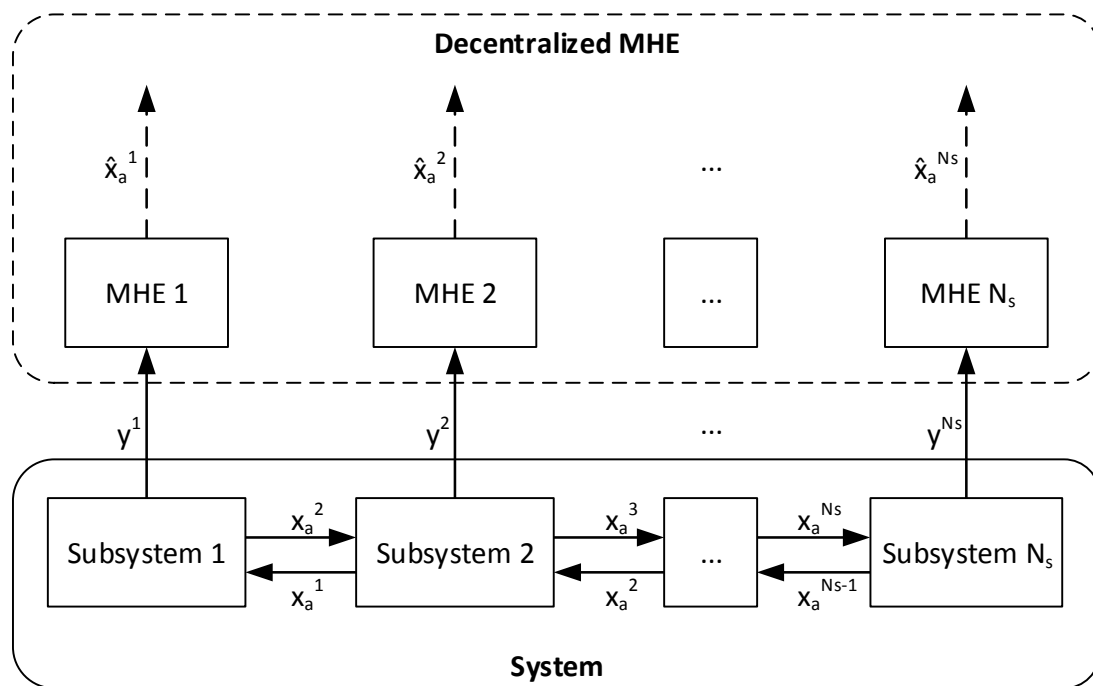 Decentralized MHE
x̂ₐ¹ x̂ₐ² ... x̂ₐᴺˢ
MHE 1 MHE 2 ... MHE Nₛ
y¹ y² ... yᴺˢ
xₐ² xₐ³ xₐᴺˢ
Subsystem 1 Subsystem 2 ... Subsystem Nₛ
xₐ¹ xₐ² xₐᴺˢ⁻¹
System